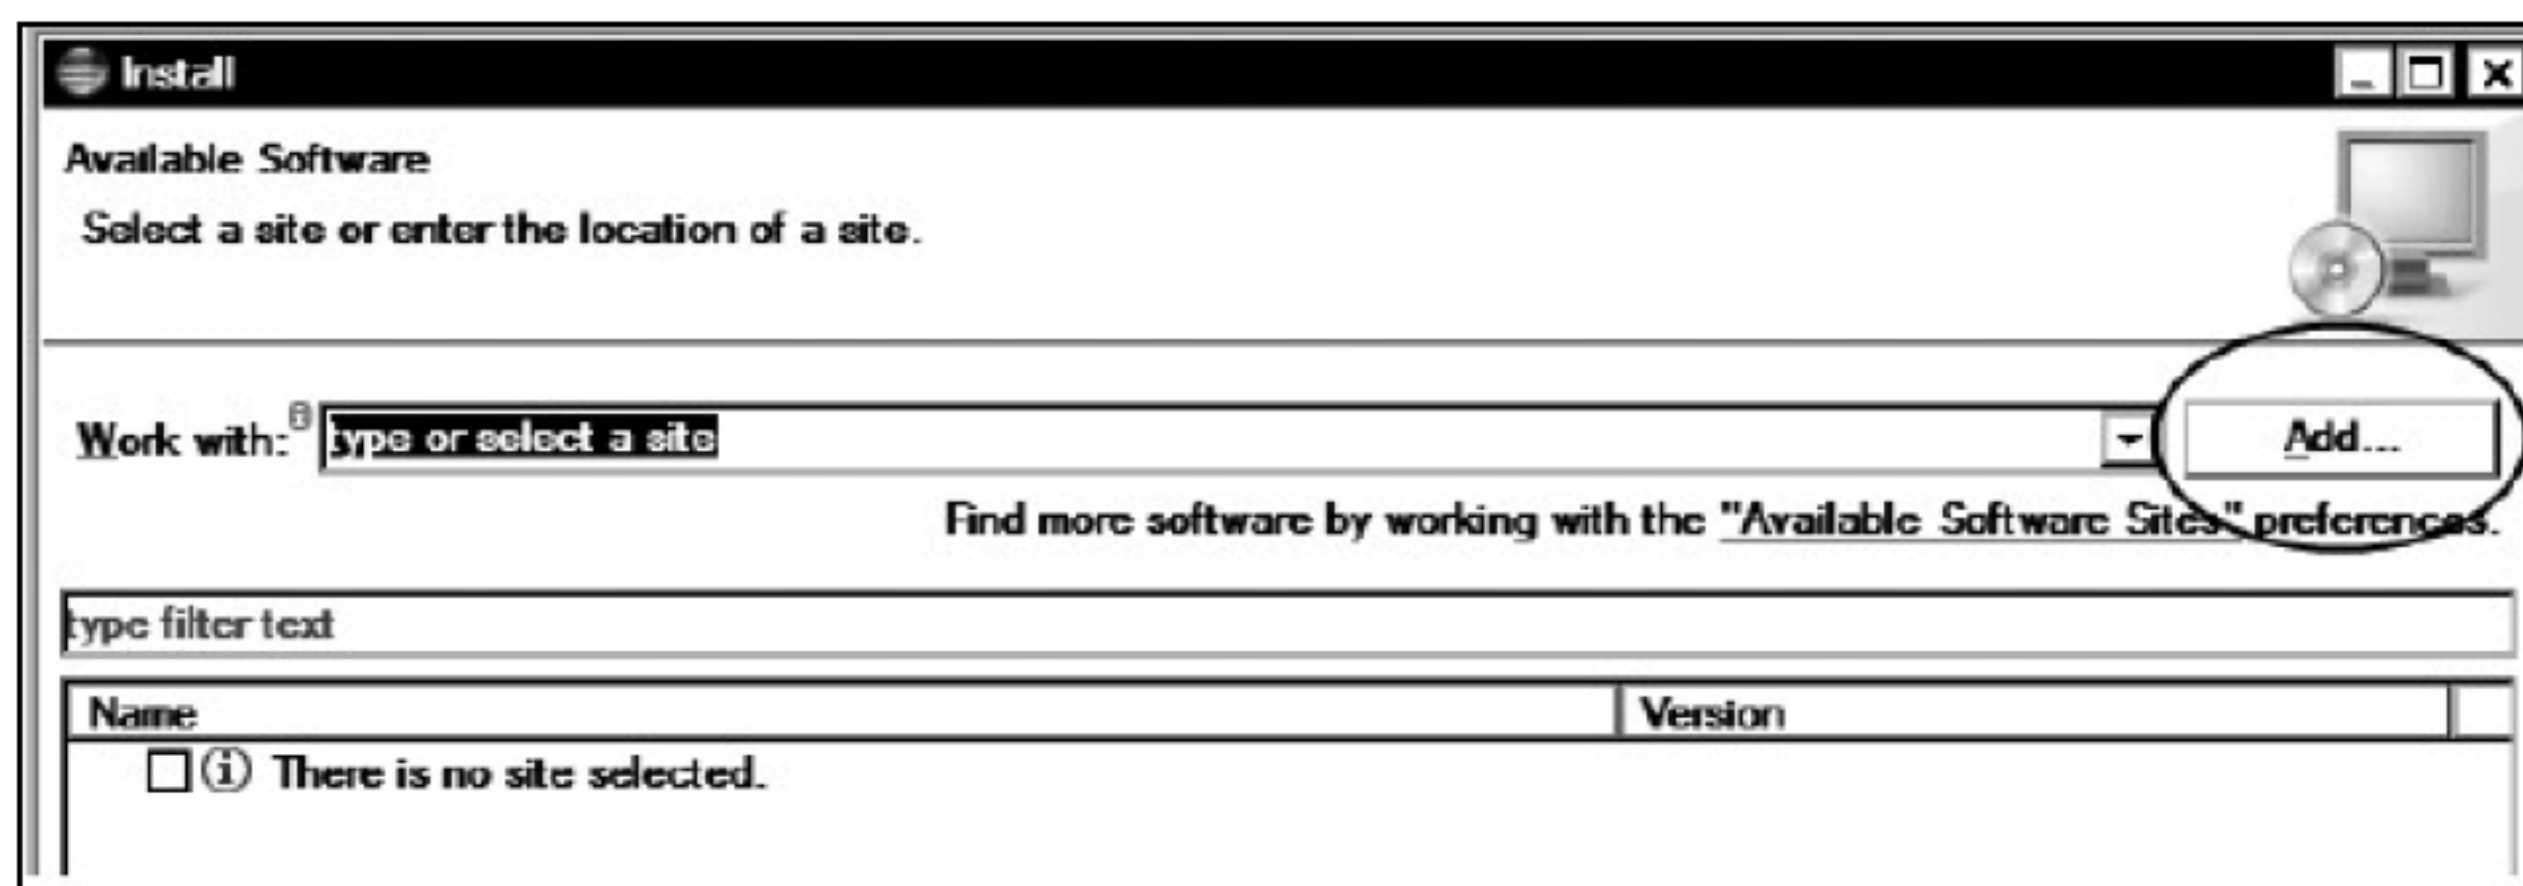 Install
Available Software
Select a site or enter the location of a site.
Work with: type or select a site Add...
Find more software by working with the "Available Software Sites" preferences.
type filter text
Name Version
There is no site selected.